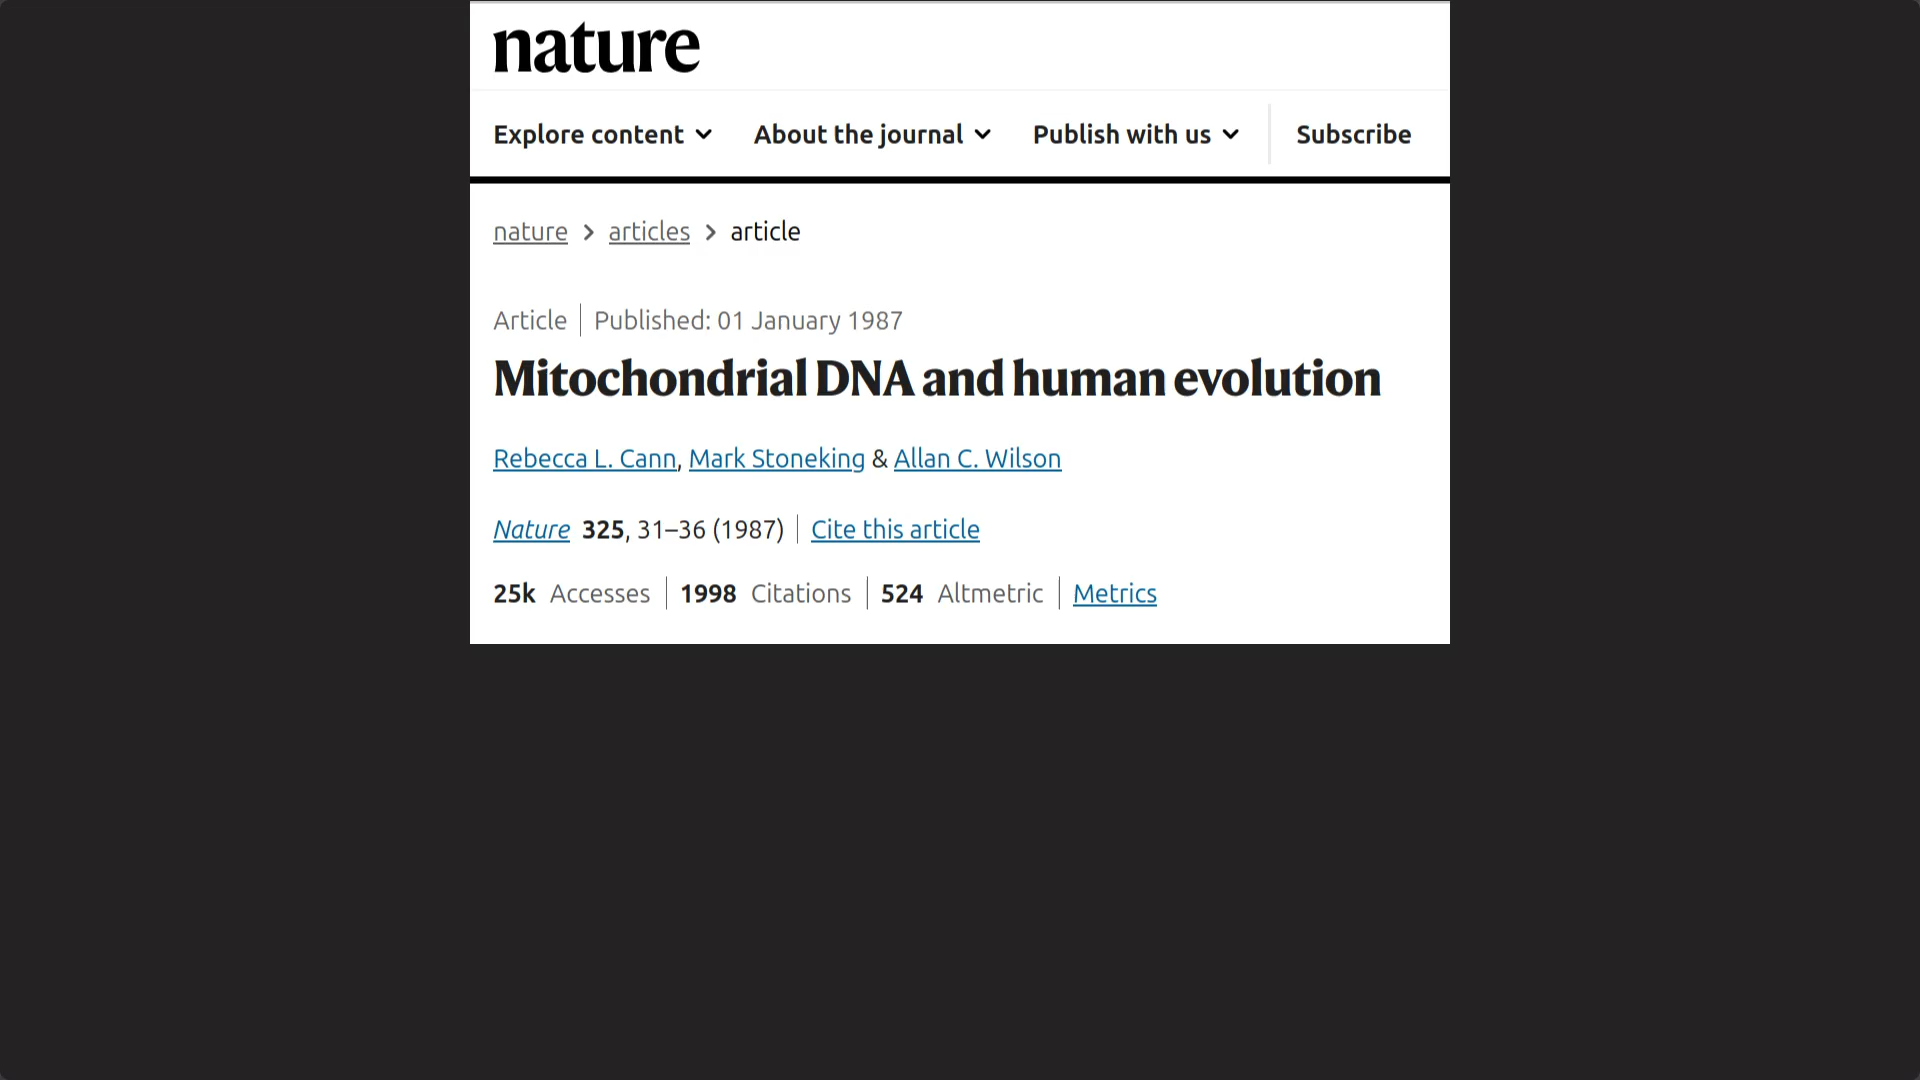 nature
Explore content About the journal Publish with us Subscribe
nature > articles > article
Article | Published: 01 January 1987
Mitochondrial DNA and human evolution
Rebecca L. Cann, Mark Stoneking & Allan C. Wilson
Nature 325, 31–36 (1987) | Cite this article
25k Accesses | 1998 Citations | 524 Altmetric | Metrics